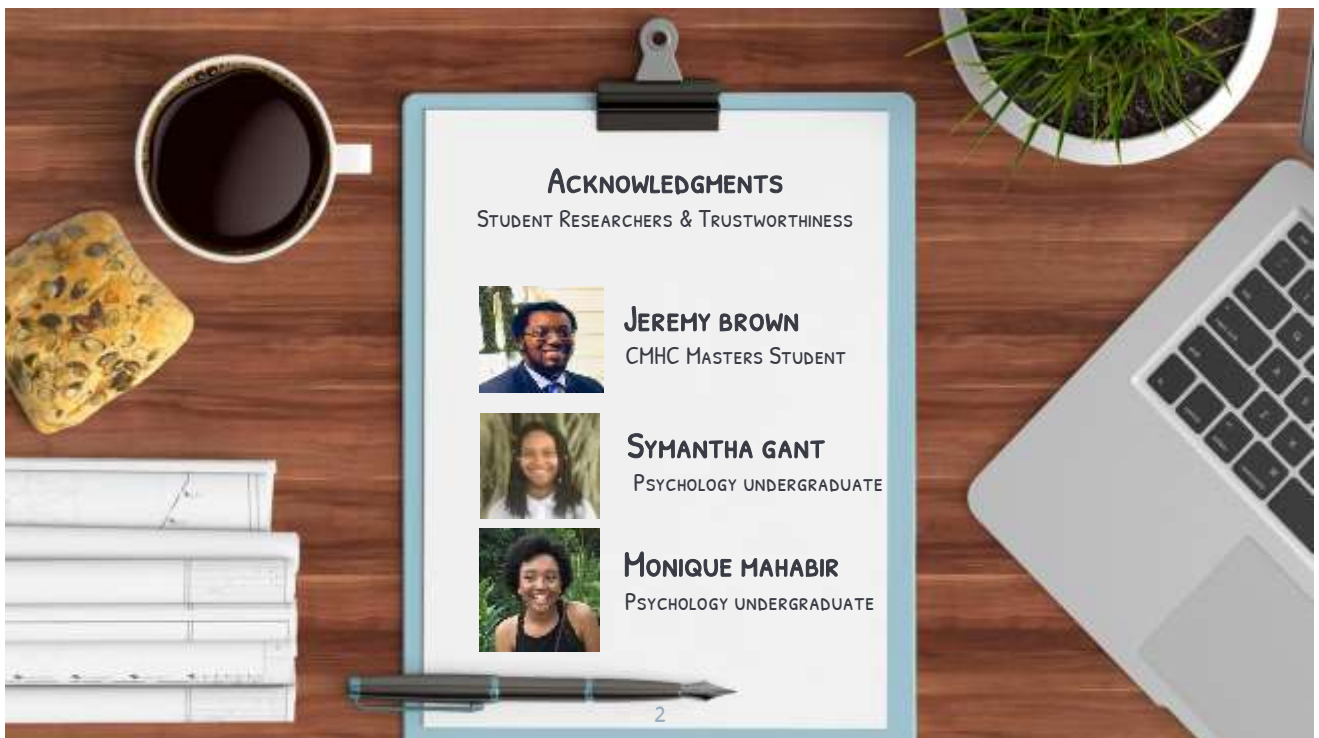 Acknowledgments
Student Researchers & Trustworthiness
Jeremy brown
CMHC Masters Student
Symantha gant
Psychology undergraduate
Monique mahabir
Psychology undergraduate
2